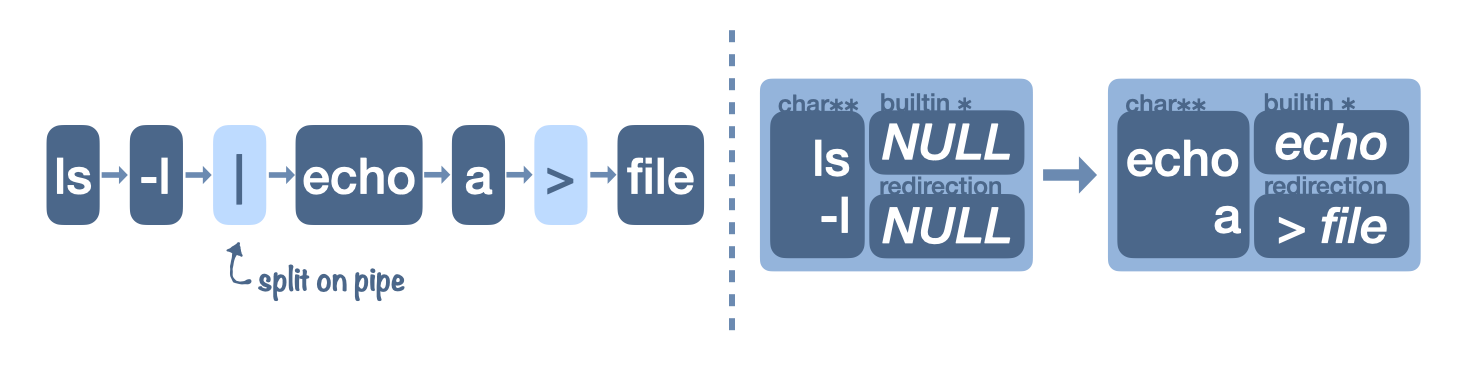 ls -l | echo a > file
split on pipe
char** builtin *
ls NULL
redirection
-l NULL
char** builtin *
echo echo
redirection
a > file